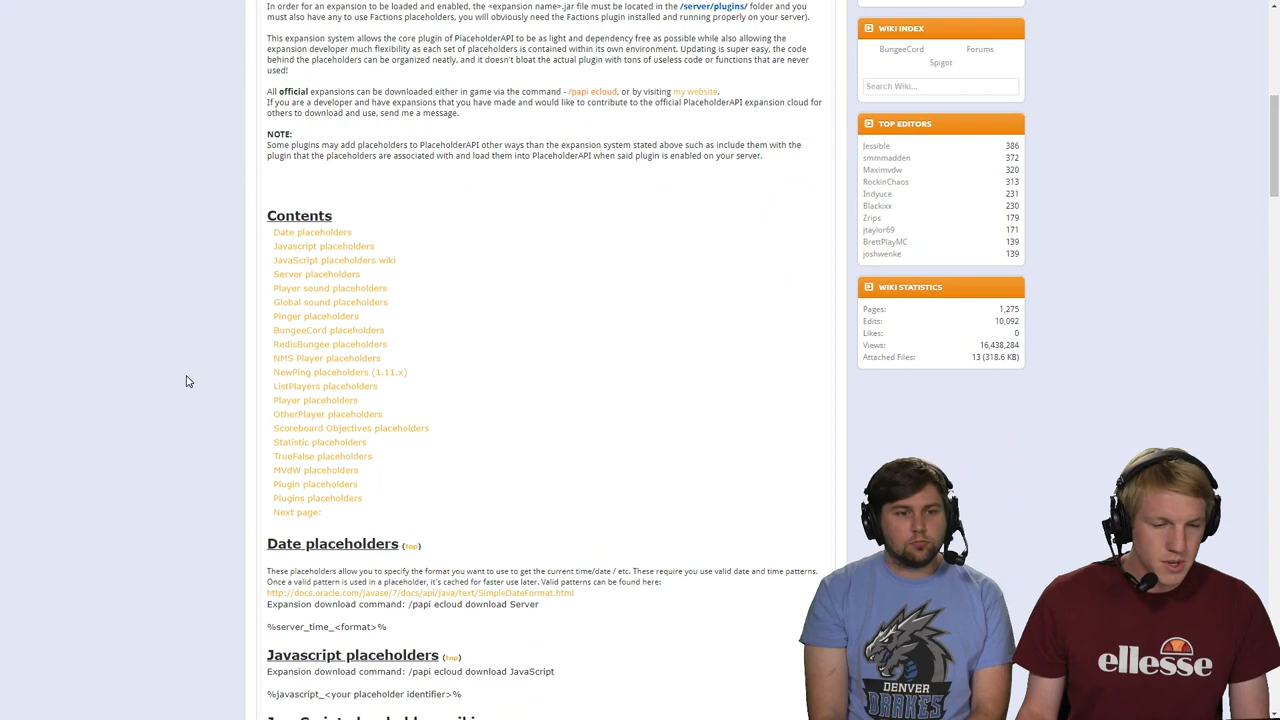 In order for an expansion to be loaded and enabled, the <expansion name>.jar file must be located in the /server/plugins/ folder and you
must also have any to use Factions placeholders, you will obviously need the Factions plugin installed and running properly on your server).
This expansion system allows the core plugin of PlaceholderAPI to be as light and dependency free as possible while also allowing the
expansion developer much flexibility as each set of placeholders is contained within its own environment. Updating is super easy, the code
behind the placeholders can be organized neatly, and it doesn't bloat the actual plugin with tons of useless code or functions that are never
used!
All official expansions can be downloaded either in game via the command - /papi ecloud, or by visiting my website.
If you are a developer and have expansions that you have made and would like to contribute to the official PlaceholderAPI expansion cloud for
others to download and use, send me a message.
NOTE:
Some plugins may add placeholders to PlaceholderAPI other ways than the expansion system stated above such as include them with the
plugin that the placeholders are associated with and load them into PlaceholderAPI when said plugin is enabled on your server.
Contents
Date placeholders
Javascript placeholders
JavaScript placeholders wiki
Server placeholders
Player sound placeholders
Global sound placeholders
Pinger placeholders
BungeeCord placeholders
RedisBungee placeholders
NMS Player placeholders
NewPing placeholders (1.11.x)
ListPlayers placeholders
Player placeholders
OtherPlayer placeholders
Scoreboard Objectives placeholders
Statistic placeholders
TrueFalse placeholders
MVdW placeholders
Plugin placeholders
Plugins placeholders
Next page:
Date placeholders (top)
These placeholders allow you to specify the format you want to use to get the current time/date / etc. These require you use valid date and time patterns.
Once a valid pattern is used in a placeholder, it's cached for faster use later. Valid patterns can be found here:
http://docs.oracle.com/javase/7/docs/api/java/text/SimpleDateFormat.html
Expansion download command: /papi ecloud download Server
%server_time_<format>%
Javascript placeholders (top)
Expansion download command: /papi ecloud download JavaScript
%javascript_<your placeholder identifier>%
WIKI INDEX
BungeeCord Forums
Spigot
Search Wiki...
TOP EDITORS
Jessible 386
smmmadden 372
Maximvdw 320
RockinChaos 313
Indyuce 231
Blackixx 230
Zrips 179
jtaylor69 171
BrettPlayMC 139
joshwenke 139
WIKI STATISTICS
Pages: 1,275
Edits: 10,092
Likes: 0
Views: 16,438,284
Attached Files: 13 (318.6 KB)
DENVER
DRAKES
ellesse